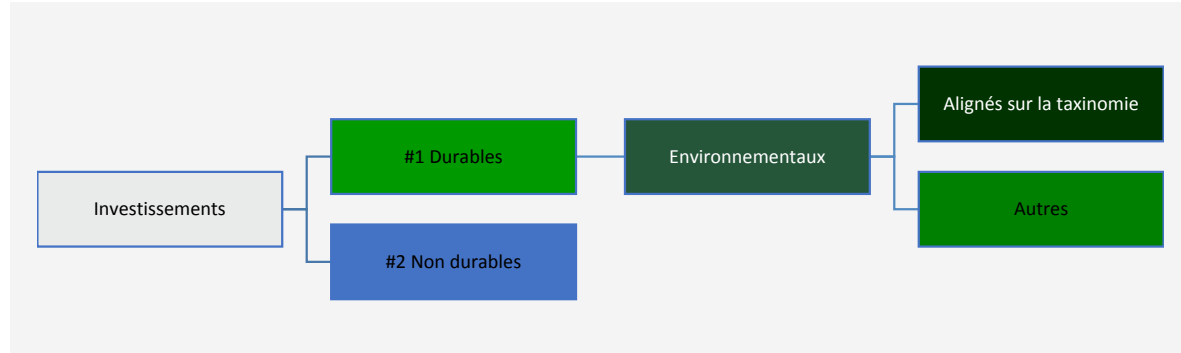 Investissements
#1 Durables
#2 Non durables
Environnementaux
Alignés sur la taxinomie
Autres